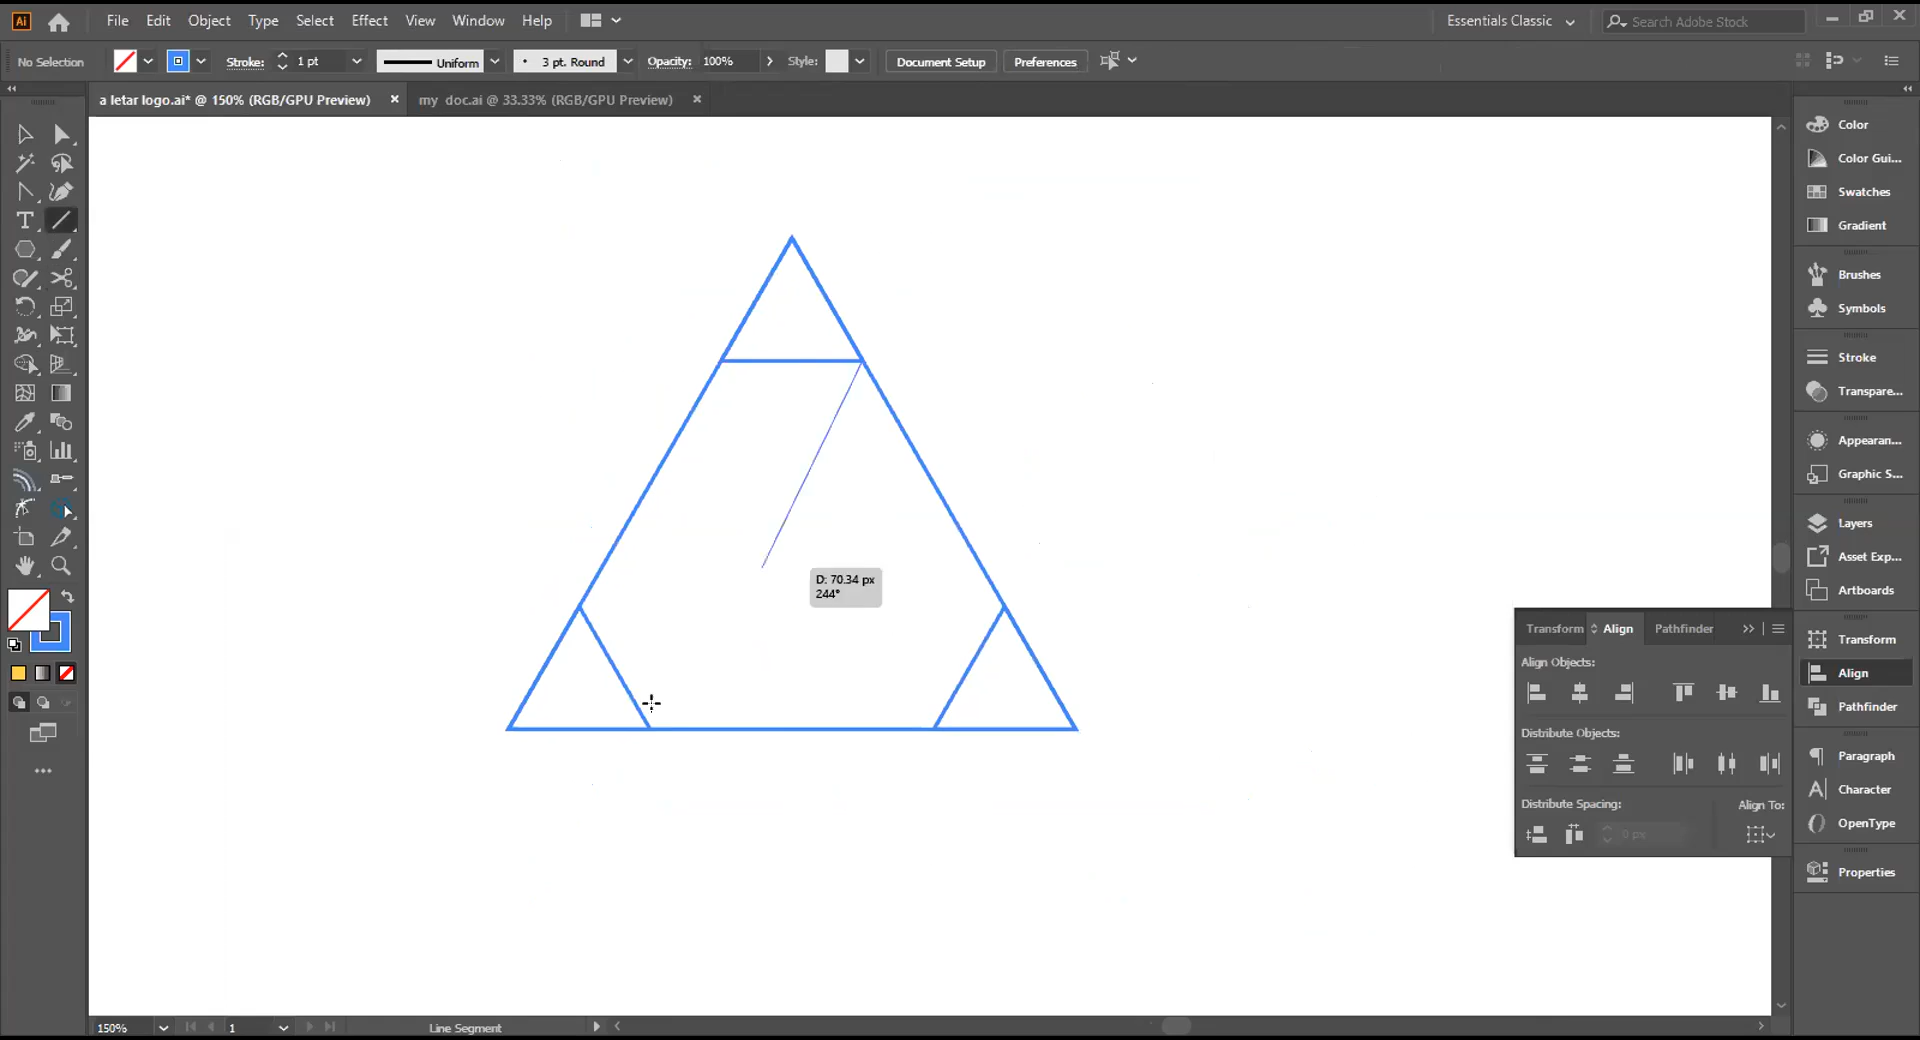 Ai File Edit Object Type Select Effect View Window Help Essentials Classic Search Adobe Stock
No Selection Stroke: 1 pt Uniform 3 pt. Round Opacity: 100% Style: Document Setup Preferences
a letar logo.ai* @ 150% (RGB/GPU Preview) × my doc.ai @ 33.33% (RGB/GPU Preview) ×
Color
Color Gui...
Swatches
Gradient
Brushes
Symbols
Stroke
Transpare...
Appearan...
Graphic S...
Layers
Asset Exp...
Artboards
Transform
Align
Pathfinder
Paragraph
Character
OpenType
Properties
D: 70.34 px
244°
Transform Align Pathfinder
Align Objects:
Distribute Objects:
Distribute Spacing: Align To:
0 px
150% 1 Line Segment